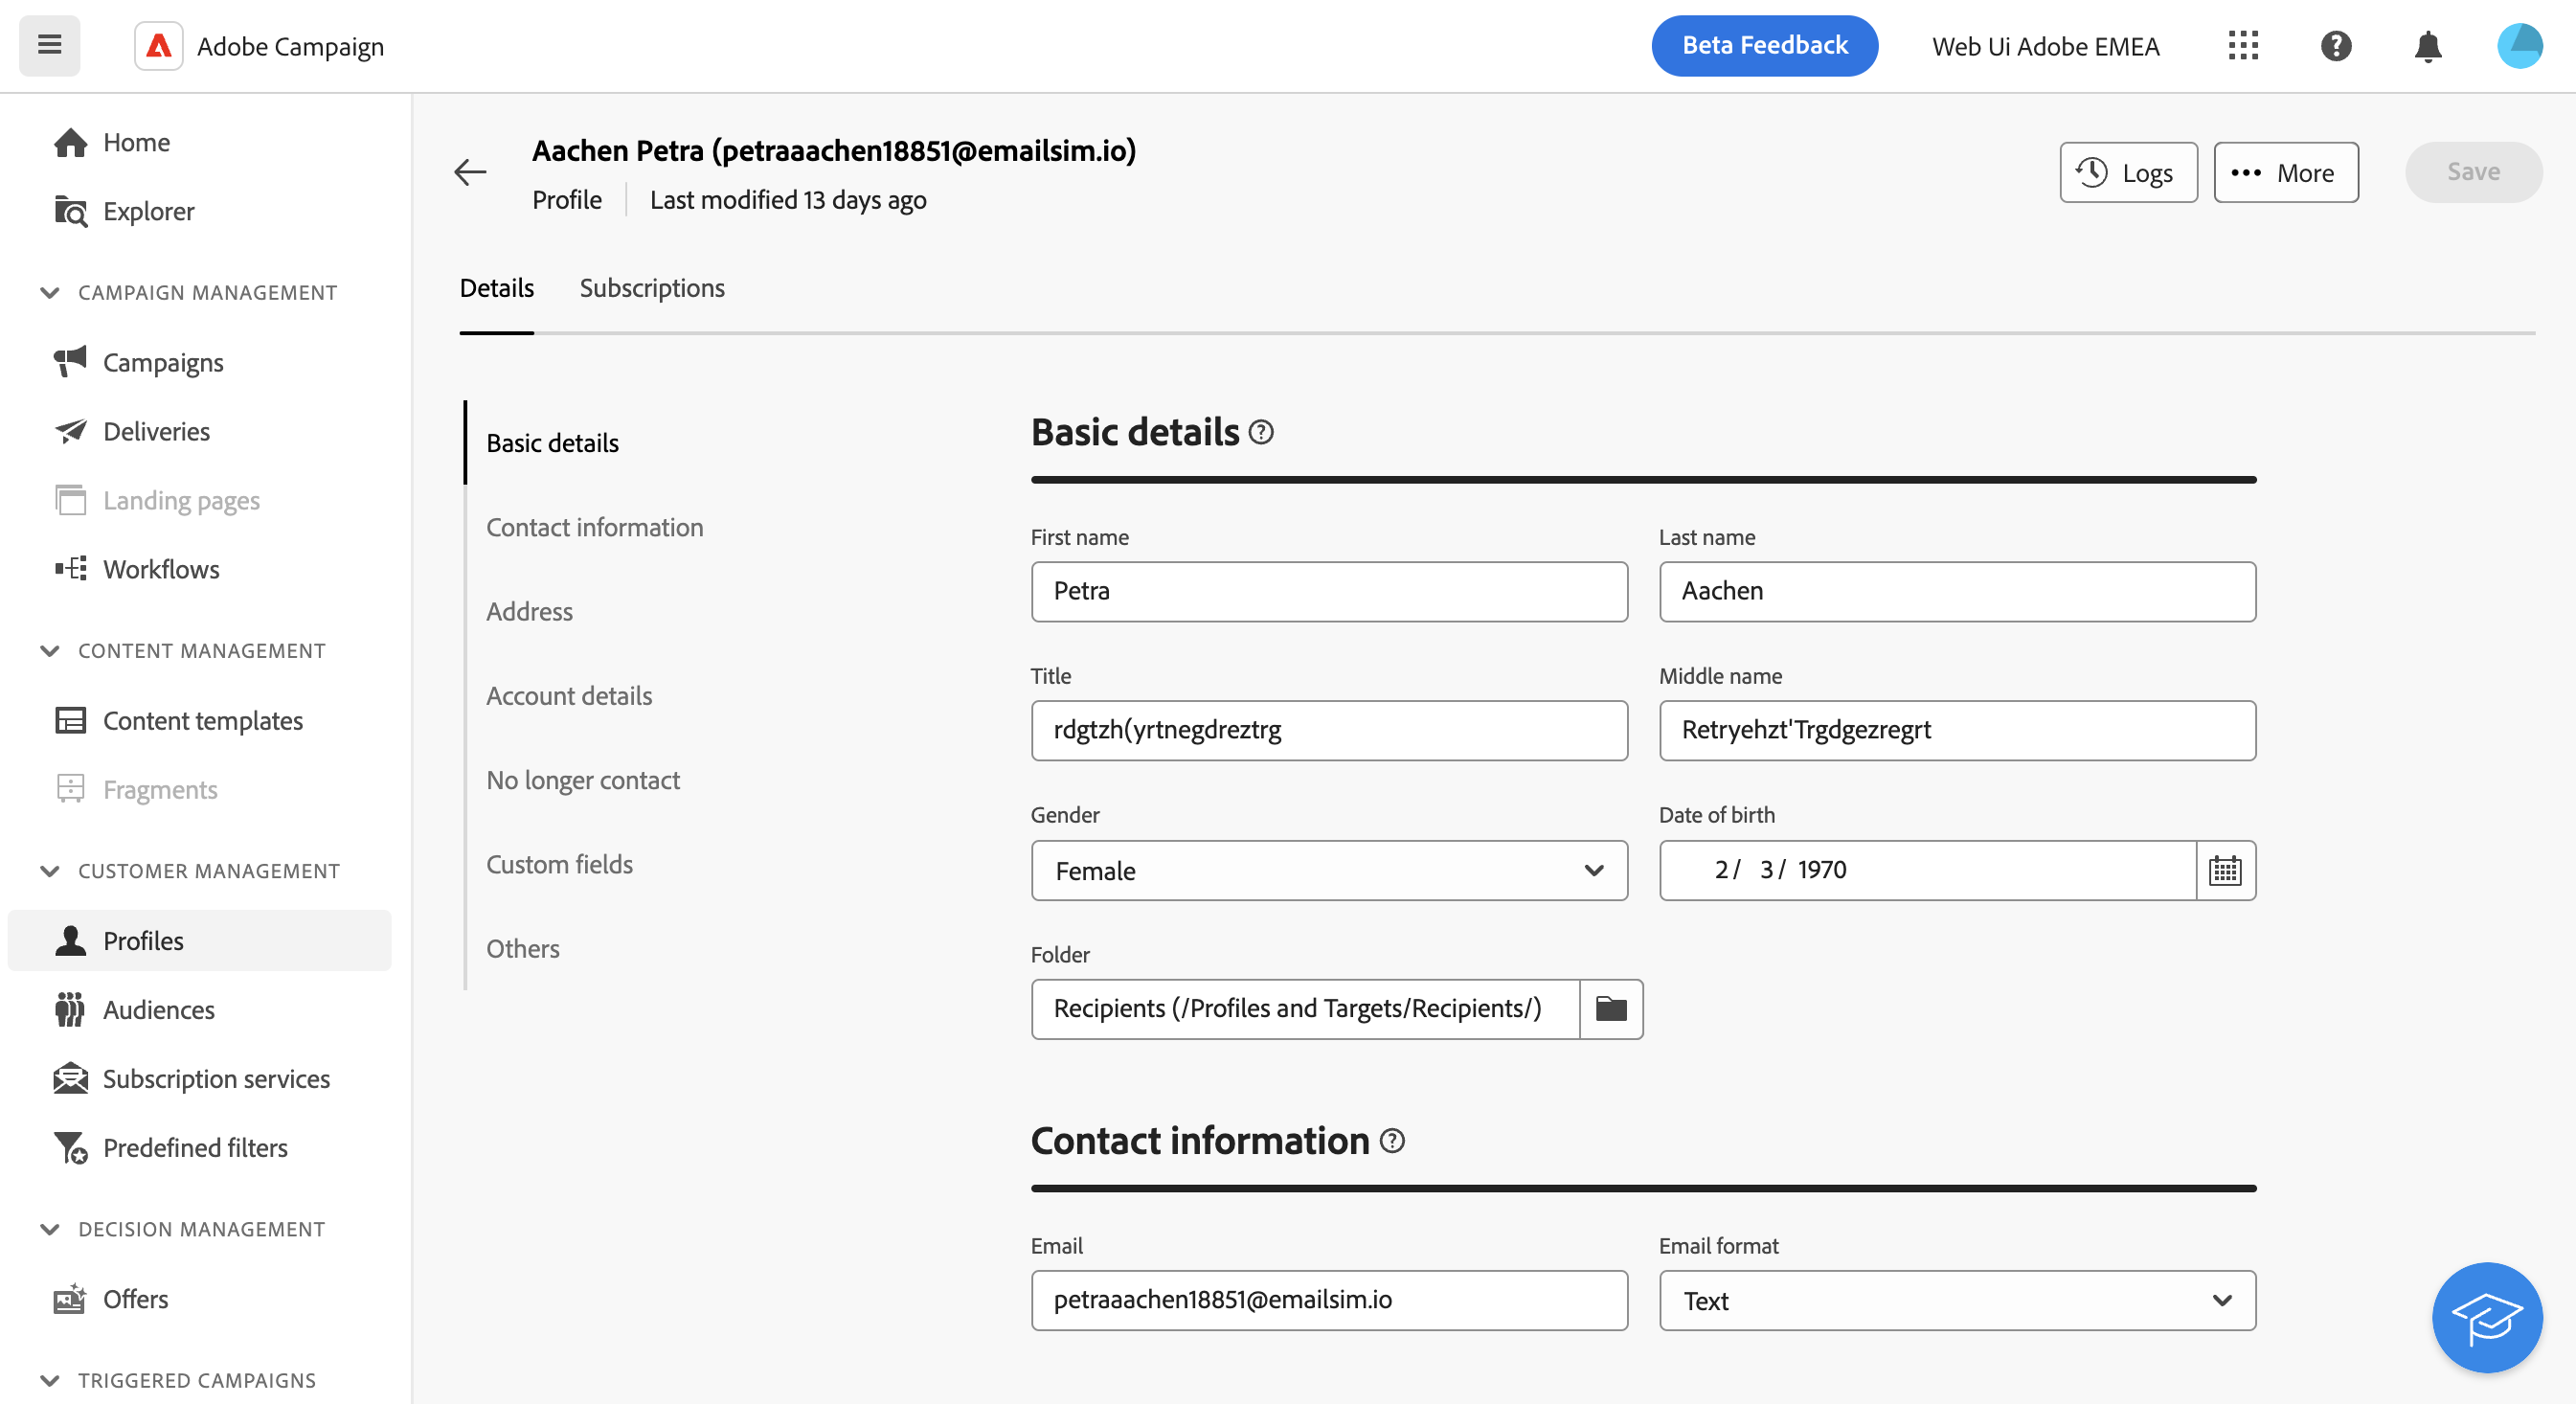 Adobe Campaign
Beta Feedback
Web Ui Adobe EMEA
Home
Explorer
CAMPAIGN MANAGEMENT
Campaigns
Deliveries
Landing pages
Workflows
CONTENT MANAGEMENT
Content templates
Fragments
CUSTOMER MANAGEMENT
Profiles
Audiences
Subscription services
Predefined filters
DECISION MANAGEMENT
Offers
TRIGGERED CAMPAIGNS
Aachen Petra (petraaachen18851@emailsim.io)
Profile
Last modified 13 days ago
Logs
More
Save
Details
Subscriptions
Basic details
Contact information
Address
Account details
No longer contact
Custom fields
Others
Basic details
First name
Petra
Last name
Aachen
Title
rdgtzh(yrtnegdreztrg
Middle name
Retryehzt'Trgdgezregrt
Gender
Female
Date of birth
2 / 3 / 1970
Folder
Recipients (/Profiles and Targets/Recipients/)
Contact information
Email
petraaachen18851@emailsim.io
Email format
Text